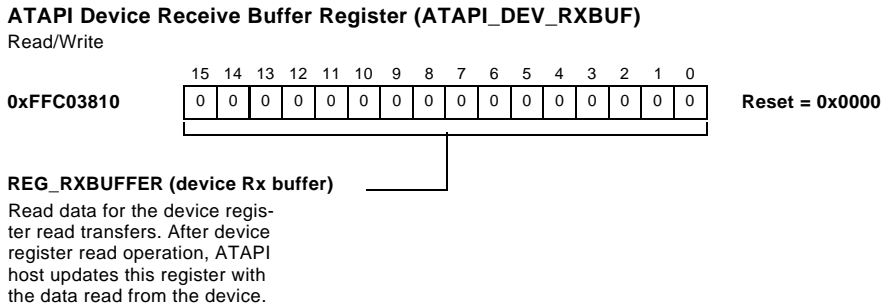 ATAPI Device Receive Buffer Register (ATAPI_DEV_RXBUF)
Read/Write
15 14 13 12 11 10 9 8 7 6 5 4 3 2 1 0
0xFFC03810 0 0 0 0 0 0 0 0 0 0 0 0 0 0 0 0 Reset = 0x0000
REG_RXBUFFER (device Rx buffer)
Read data for the device regis-
ter read transfers. After device
register read operation, ATAPI
host updates this register with
the data read from the device.